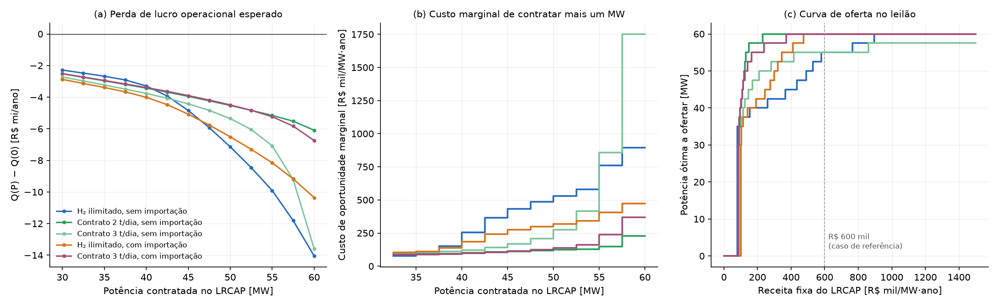 (a) Perda de lucro operacional esperado
Q(P) − Q(0) [R$ mi/ano]
0
−2
−4
−6
−8
−10
−12
−14
H₂ ilimitado, sem importação
Contrato 2 t/dia, sem importação
Contrato 3 t/dia, sem importação
H₂ ilimitado, com importação
Contrato 3 t/dia, com importação
30 35 40 45 50 55 60
Potência contratada no LRCAP [MW]
(b) Custo marginal de contratar mais um MW
Custo de oportunidade marginal [R$ mil/MW·ano]
1750
1500
1250
1000
750
500
250
0
35 40 45 50 55 60
Potência contratada no LRCAP [MW]
(c) Curva de oferta no leilão
Potência ótima a ofertar [MW]
60
50
40
30
20
10
0
R$ 600 mil
(caso de referência)
0 200 400 600 800 1000 1200 1400
Receita fixa do LRCAP [R$ mil/MW·ano]